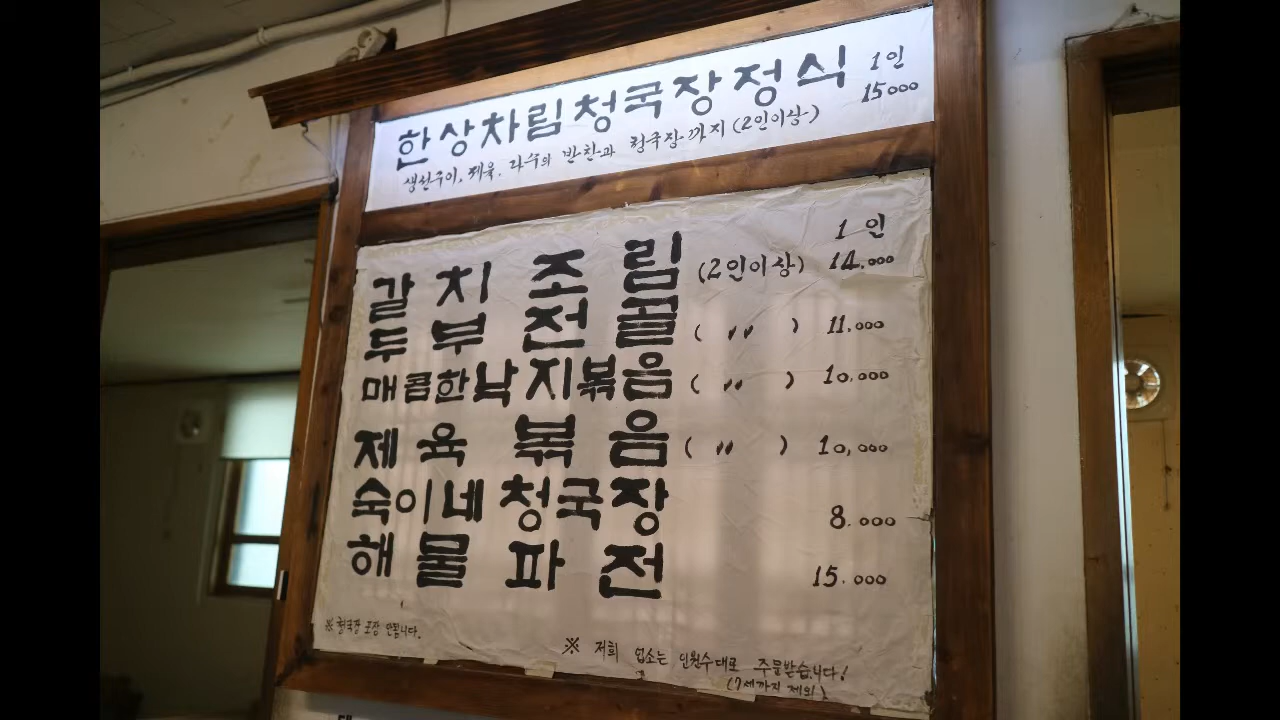 한상차림청국장정식 1인 15000
생선구이, 제육, 다수의 반찬과 청국장까지 (2인이상)
1인
갈치조림 (2인이상) 14.000
두부전골 ( 〃 ) 11.000
매콤한낙지볶음 ( 〃 ) 10.000
제육볶음 ( 〃 ) 10,000
숙이네청국장 8.000
해물파전 15.000
※ 청국장 포장 안됩니다.
※ 저희 업소는 인원수대로 주문받습니다!
(7세까지 제외)